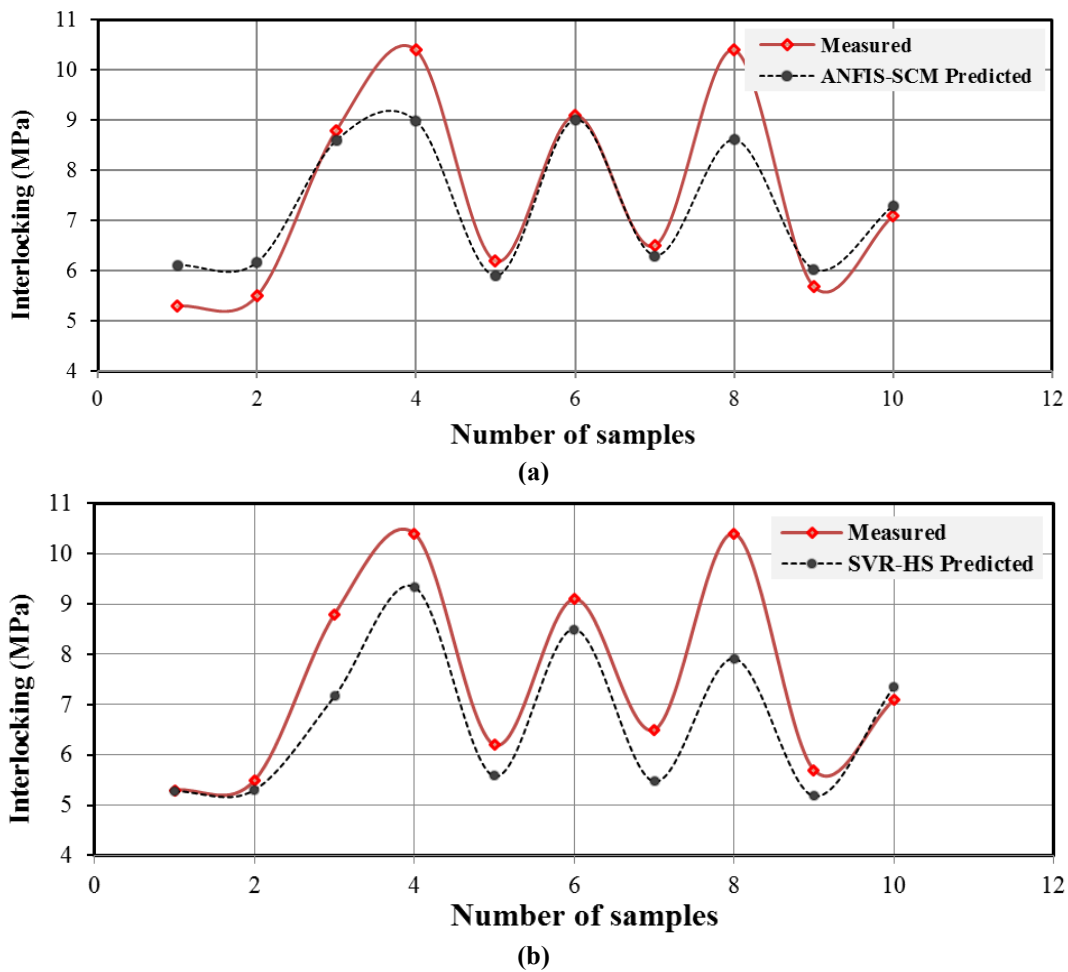 11
10
9
8
7
6
5
4
Interlocking (MPa)
Measured
ANFIS-SCM Predicted
0 2 4 6 8 10 12
Number of samples
(a)
11
10
9
8
7
6
5
4
Interlocking (MPa)
Measured
SVR-HS Predicted
0 2 4 6 8 10 12
Number of samples
(b)